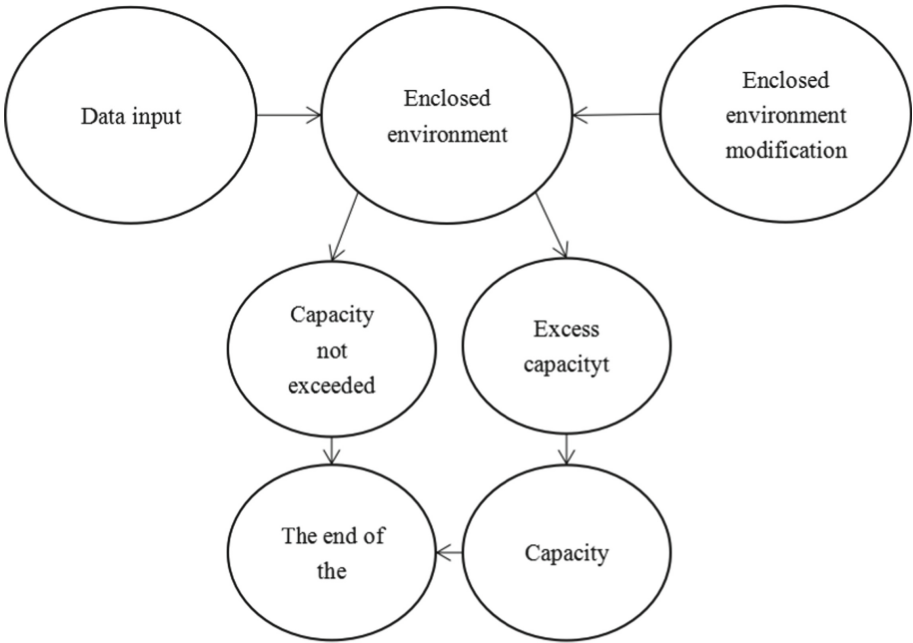 Data input
Enclosed
environment
Enclosed
environment
modification
Capacity
not
exceeded
Excess
capacityt
The end of
the
Capacity